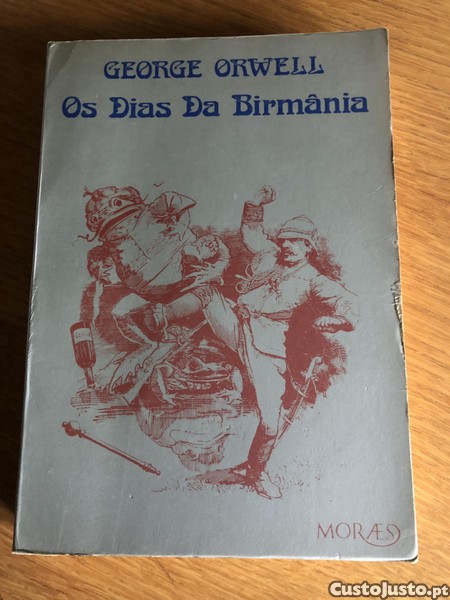 GEORGE ORWELL
Os Dias Da Birmânia
MORÆS
CustoJusto.pt